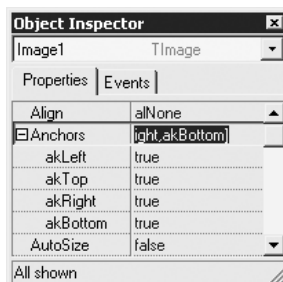 Object Inspector
Image1 TImage
Properties Events
Align alNone
Anchors ight,akBottom]
akLeft true
akTop true
akRight true
akBottom true
AutoSize false
All shown